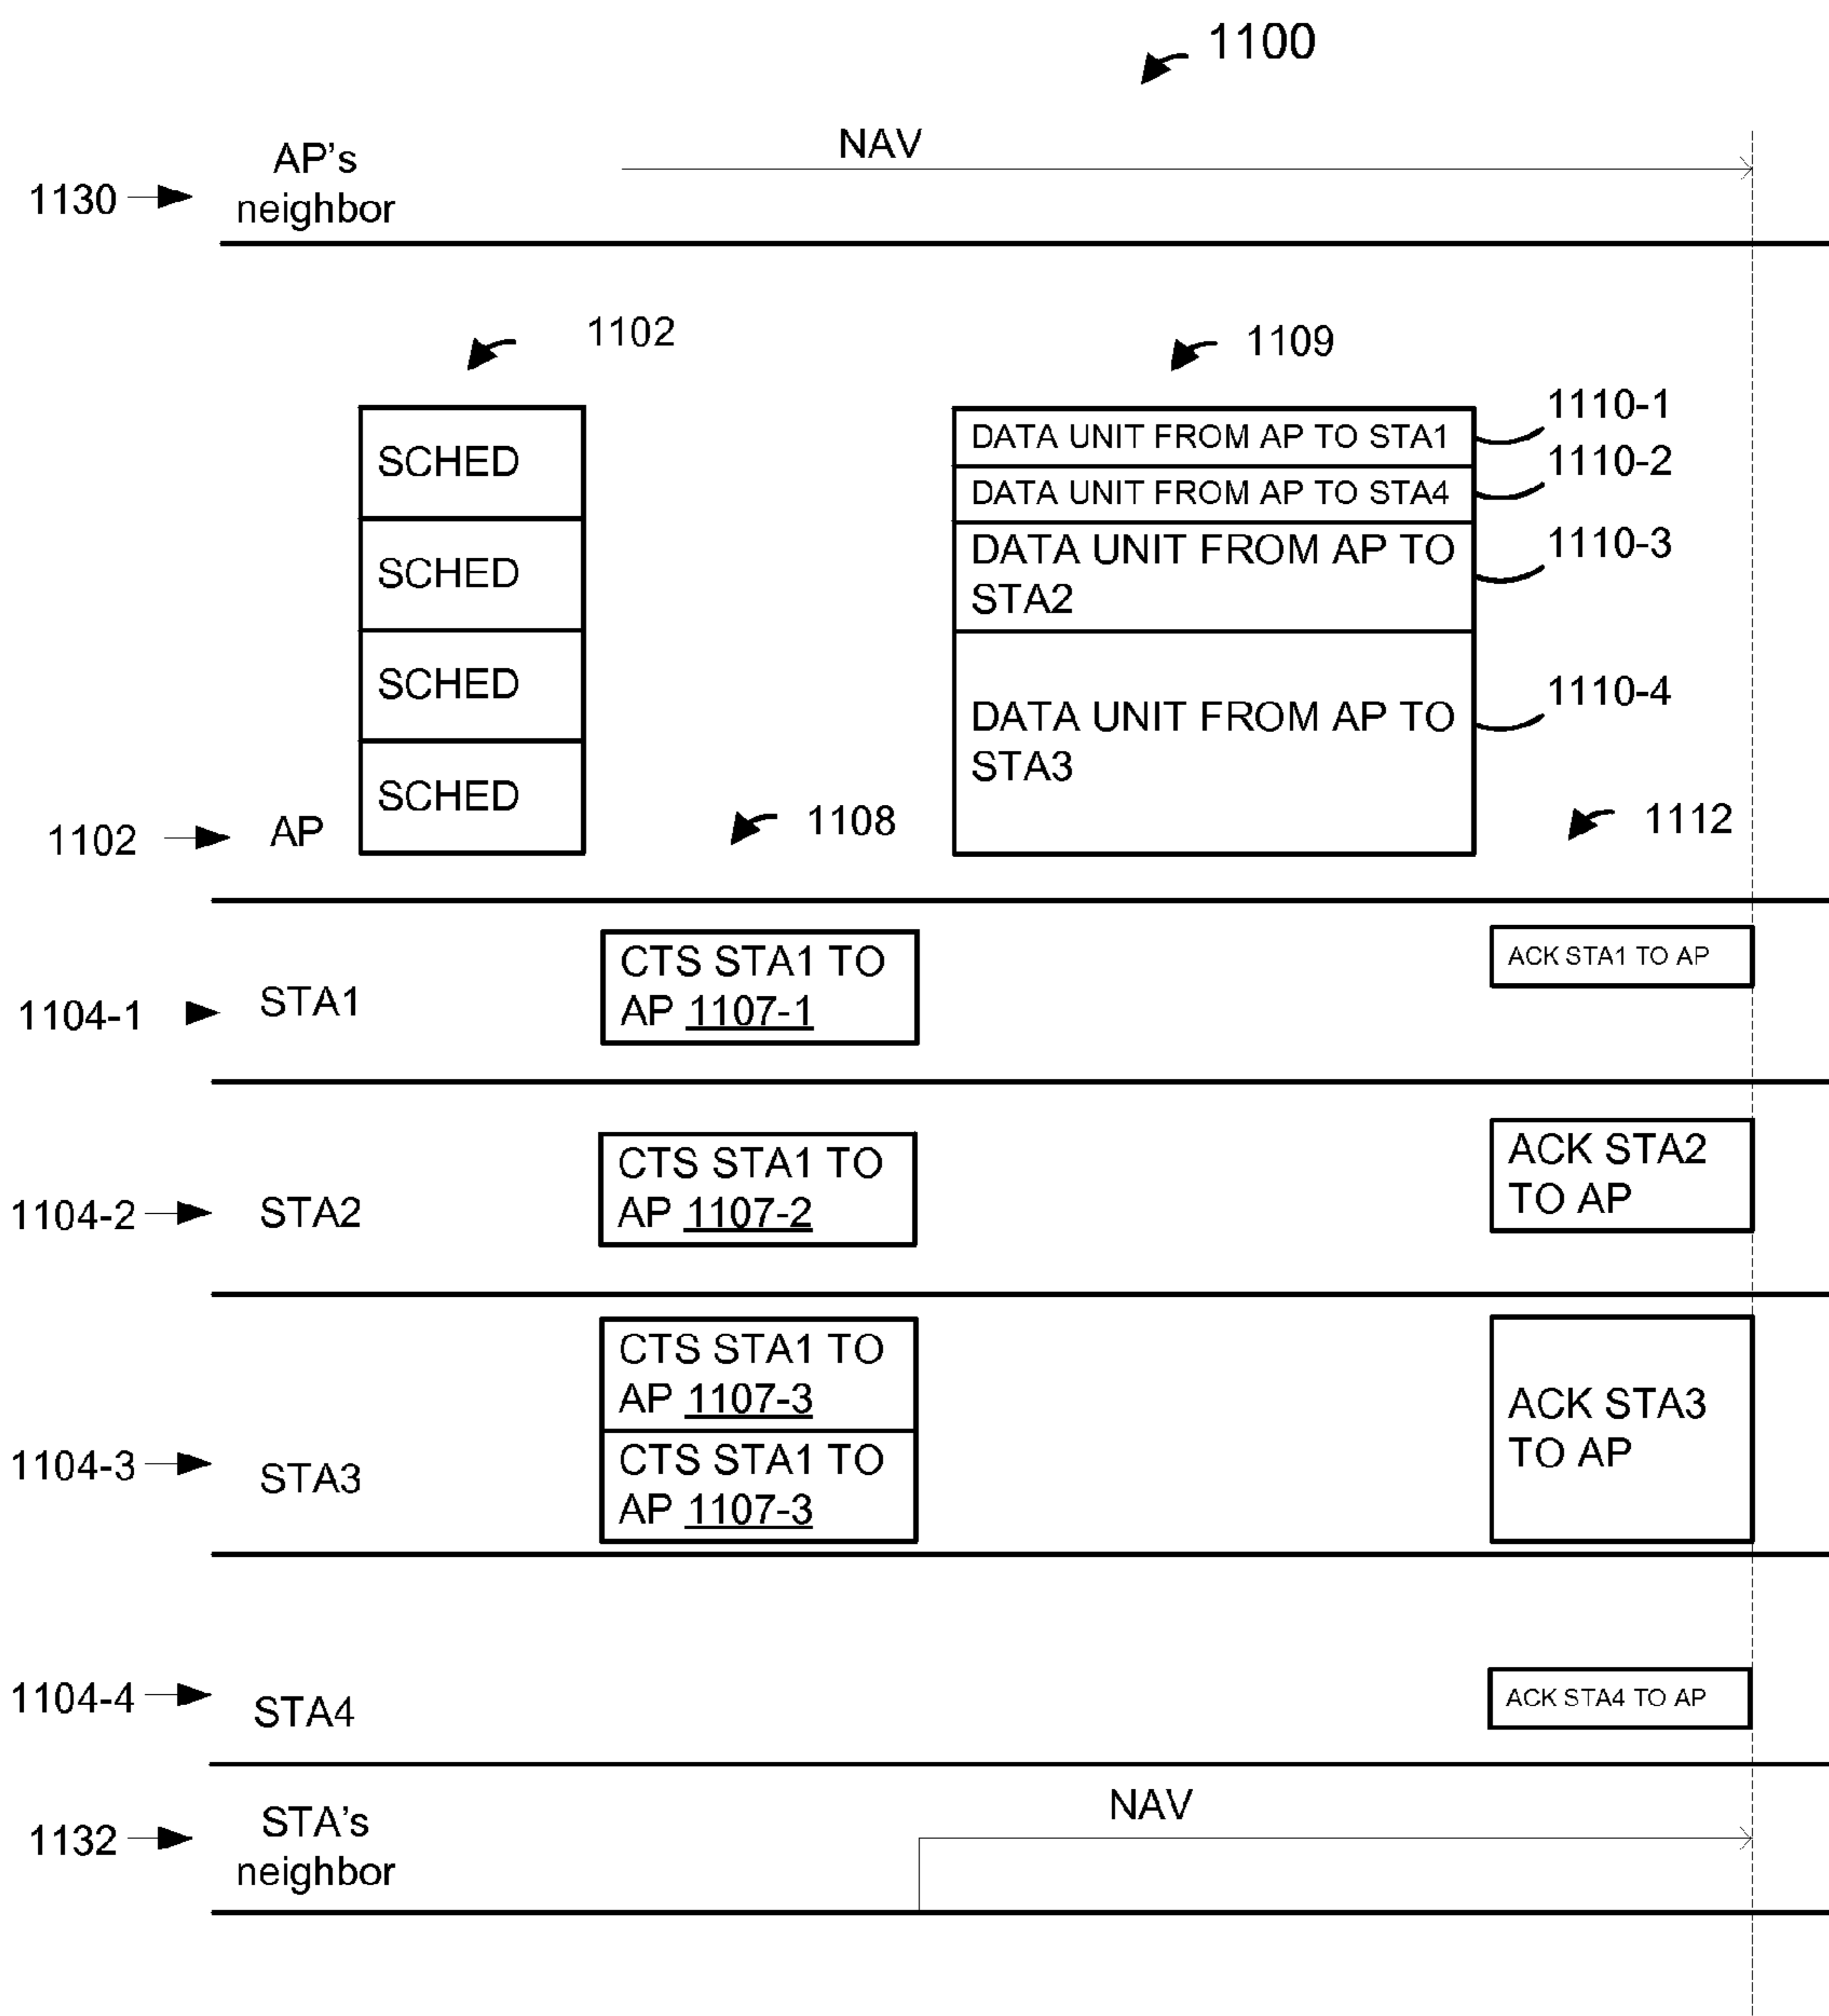 1100
NAV
AP's
neighbor
1130
1102
1109
SCHED
SCHED
SCHED
SCHED
DATA UNIT FROM AP TO STA1
DATA UNIT FROM AP TO STA4
DATA UNIT FROM AP TO
STA2
DATA UNIT FROM AP TO
STA3
1110-1
1110-2
1110-3
1110-4
1102
AP
1108
1112
1104-1
STA1
CTS STA1 TO
AP 1107-1
ACK STA1 TO AP
1104-2
STA2
CTS STA1 TO
AP 1107-2
ACK STA2
TO AP
1104-3
STA3
CTS STA1 TO
AP 1107-3
CTS STA1 TO
AP 1107-3
ACK STA3
TO AP
1104-4
STA4
ACK STA4 TO AP
1132
STA's
neighbor
NAV